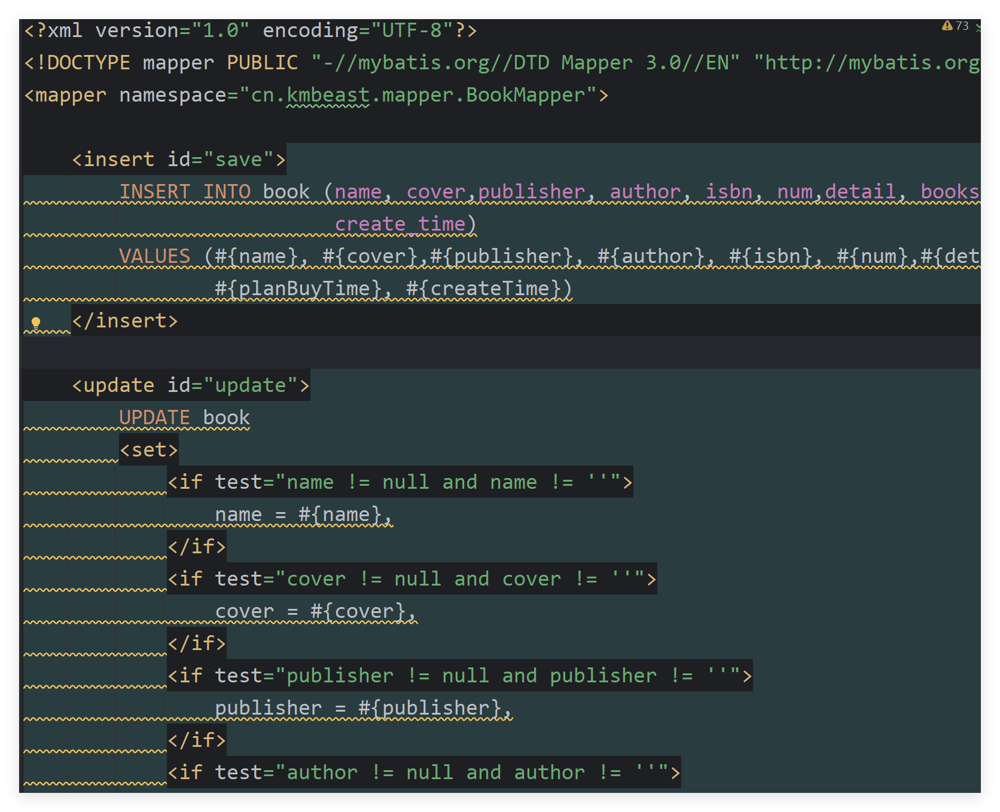 <?xml version="1.0" encoding="UTF-8"?>
73
<!DOCTYPE mapper PUBLIC "-//mybatis.org//DTD Mapper 3.0//EN" "http://mybatis.org
<mapper namespace="cn.kmbeast.mapper.BookMapper">
<insert id="save">
INSERT INTO book (name, cover,publisher, author, isbn, num,detail, books
create_time)
VALUES (#{name}, #{cover},#{publisher}, #{author}, #{isbn}, #{num},#{det
#{planBuyTime}, #{createTime})
</insert>
<update id="update">
UPDATE book
<set>
<if test="name != null and name != ''">
name = #{name},
</if>
<if test="cover != null and cover != ''">
cover = #{cover},
</if>
<if test="publisher != null and publisher != ''">
publisher = #{publisher},
</if>
<if test="author != null and author != ''">